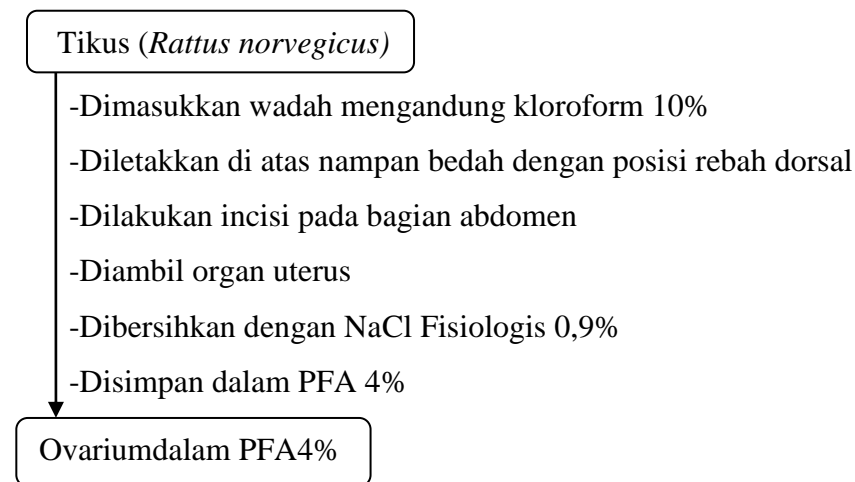 Tikus (Rattus norvegicus)
-Dimasukkan wadah mengandung kloroform 10%
-Diletakkan di atas nampan bedah dengan posisi rebah dorsal
-Dilakukan incisi pada bagian abdomen
-Diambil organ uterus
-Dibersihkan dengan NaCl Fisiologis 0,9%
-Disimpan dalam PFA 4%
Ovariumdalam PFA4%